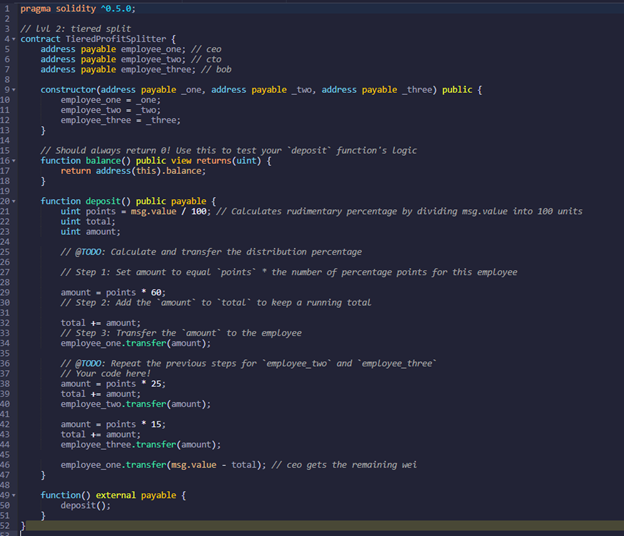 1 pragma solidity ^0.5.0;
2
3 // lvl 2: tiered split
4 contract TieredProfitSplitter {
5 address payable employee_one; // ceo
6 address payable employee_two; // cto
7 address payable employee_three; // bob
8
9 constructor(address payable _one, address payable _two, address payable _three) public {
10 employee_one = _one;
11 employee_two = _two;
12 employee_three = _three;
13 }
14
15 // Should always return 0! Use this to test your `deposit` function's logic
16 function balance() public view returns(uint) {
17 return address(this).balance;
18 }
19
20 function deposit() public payable {
21 uint points = msg.value / 100; // Calculates rudimentary percentage by dividing msg.value into 100 units
22 uint total;
23 uint amount;
24
25 // @TODO: Calculate and transfer the distribution percentage
26
27 // Step 1: Set amount to equal `points` * the number of percentage points for this employee
28
29 amount = points * 60;
30 // Step 2: Add the `amount` to `total` to keep a running total
31
32 total += amount;
33 // Step 3: Transfer the `amount` to the employee
34 employee_one.transfer(amount);
35
36 // @TODO: Repeat the previous steps for `employee_two` and `employee_three`
37 // Your code here!
38 amount = points * 25;
39 total += amount;
40 employee_two.transfer(amount);
41
42 amount = points * 15;
43 total += amount;
44 employee_three.transfer(amount);
45
46 employee_one.transfer(msg.value - total); // ceo gets the remaining wei
47 }
48
49 function() external payable {
50 deposit();
51 }
52 }
53